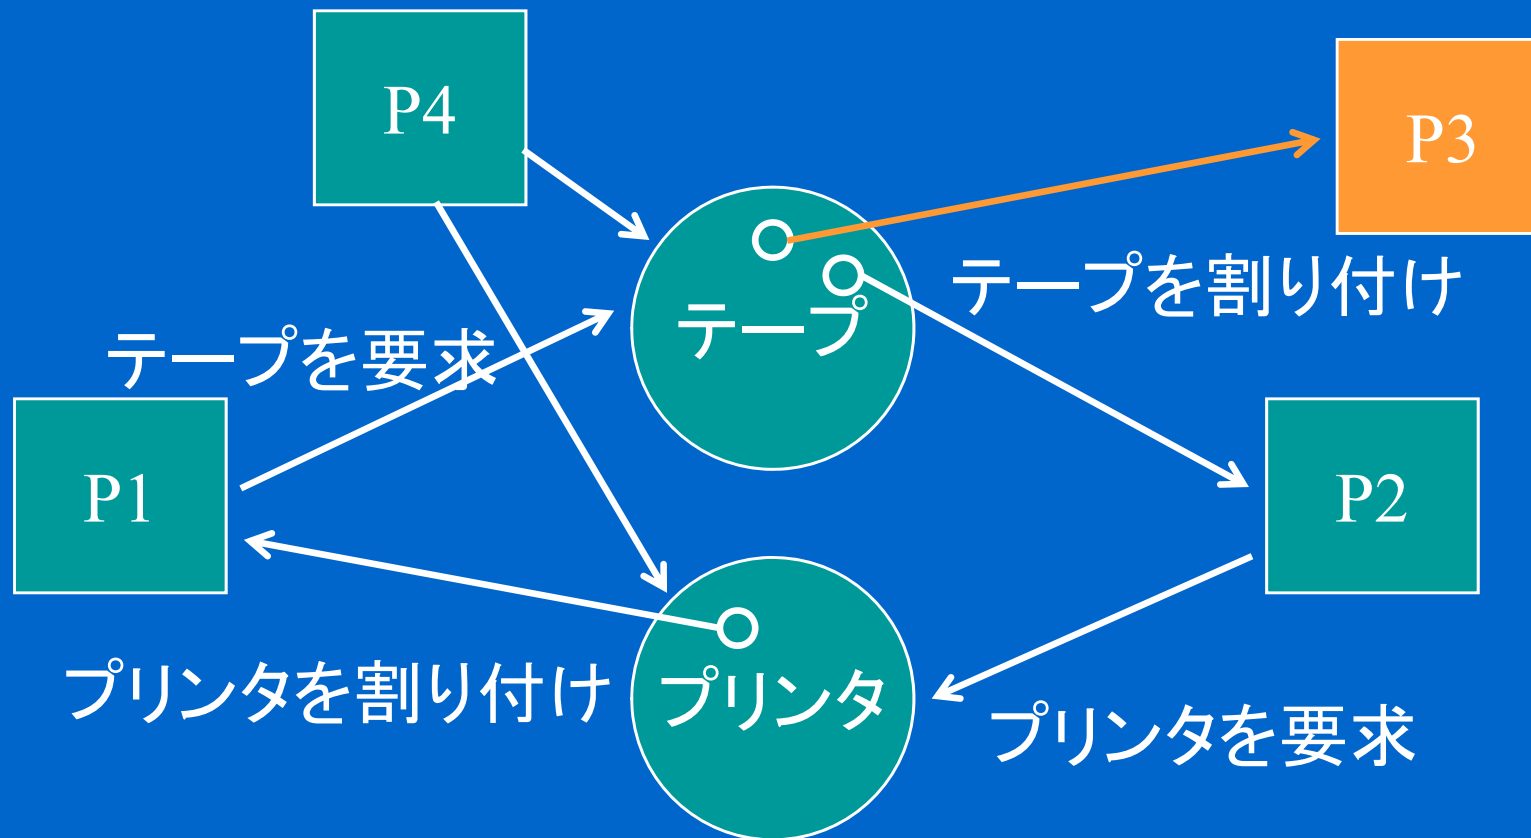 P4
P3
テープを割り付け
テープ
テープを要求
P1
P2
プリンタを割り付け
プリンタ
プリンタを要求